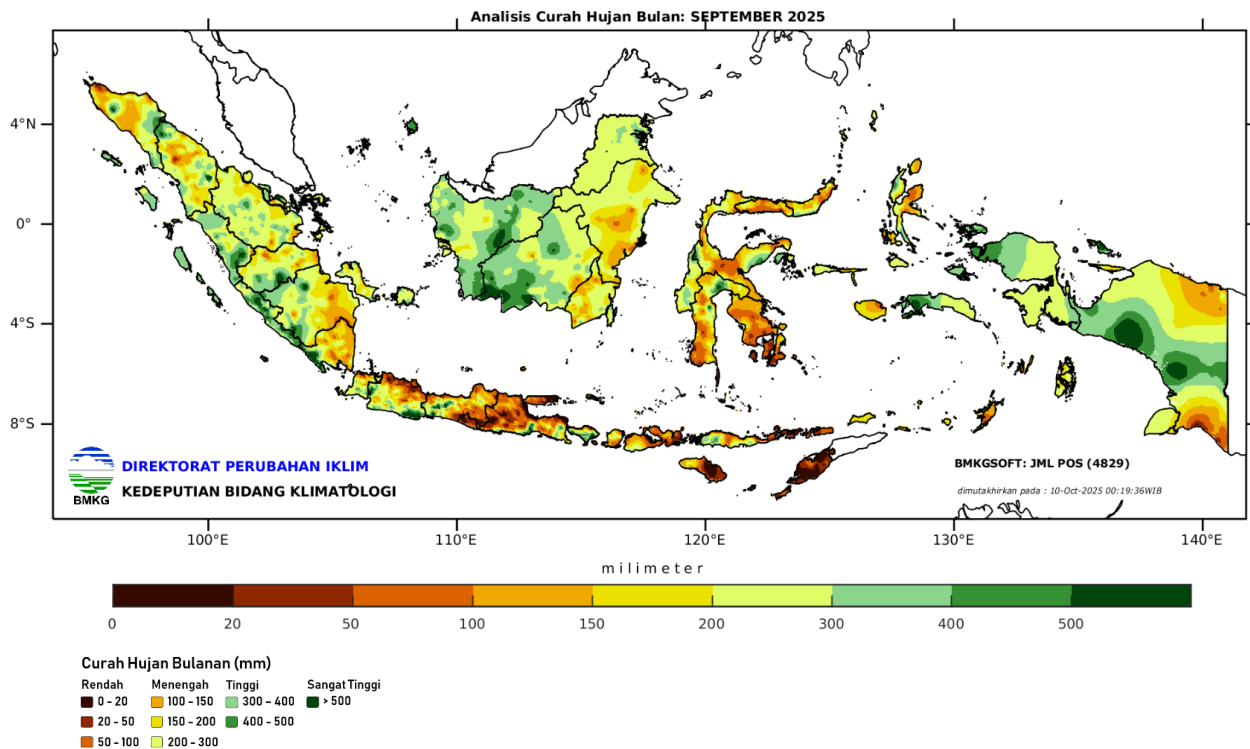 Analisis Curah Hujan Bulan: SEPTEMBER 2025
4°N
0°
4°S
8°S
BMKG
DIREKTORAT PERUBAHAN IKLIM
KEDEPUTIAN BIDANG KLIMATOLOGI
BMKGSOFT: JML POS (4829)
dimutakhirkan pada : 10-Oct-2025 00:19:36WIB
100°E 110°E 120°E 130°E 140°E
milimeter
0 20 50 100 150 200 300 400 500
Curah Hujan Bulanan (mm)
Rendah Menengah Tinggi Sangat Tinggi
0 - 20 100 - 150 300 - 400 > 500
20 - 50 150 - 200 400 - 500
50 - 100 200 - 300